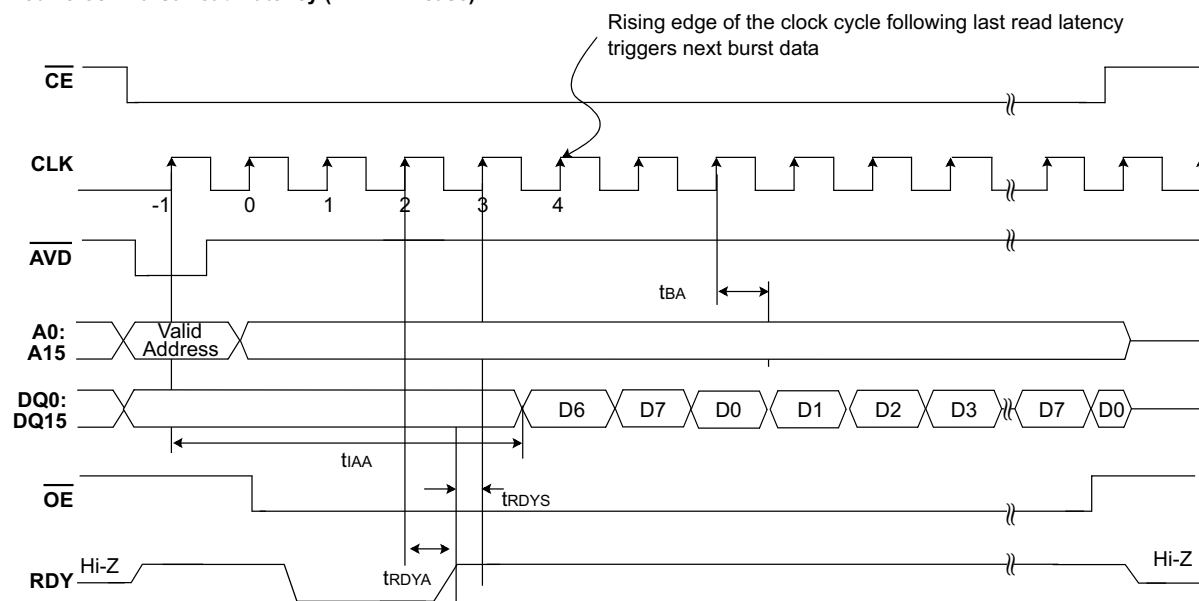 Rising edge of the clock cycle following last read latency
triggers next burst data
CE
CLK
-1 0 1 2 3 4
AVD
tBA
A0:
A15
Valid
Address
DQ0:
DQ15
D6 D7 D0 D1 D2 D3 D7 D0
tIAA
OE
tRDYS
RDY
Hi-Z
tRDYA
Hi-Z